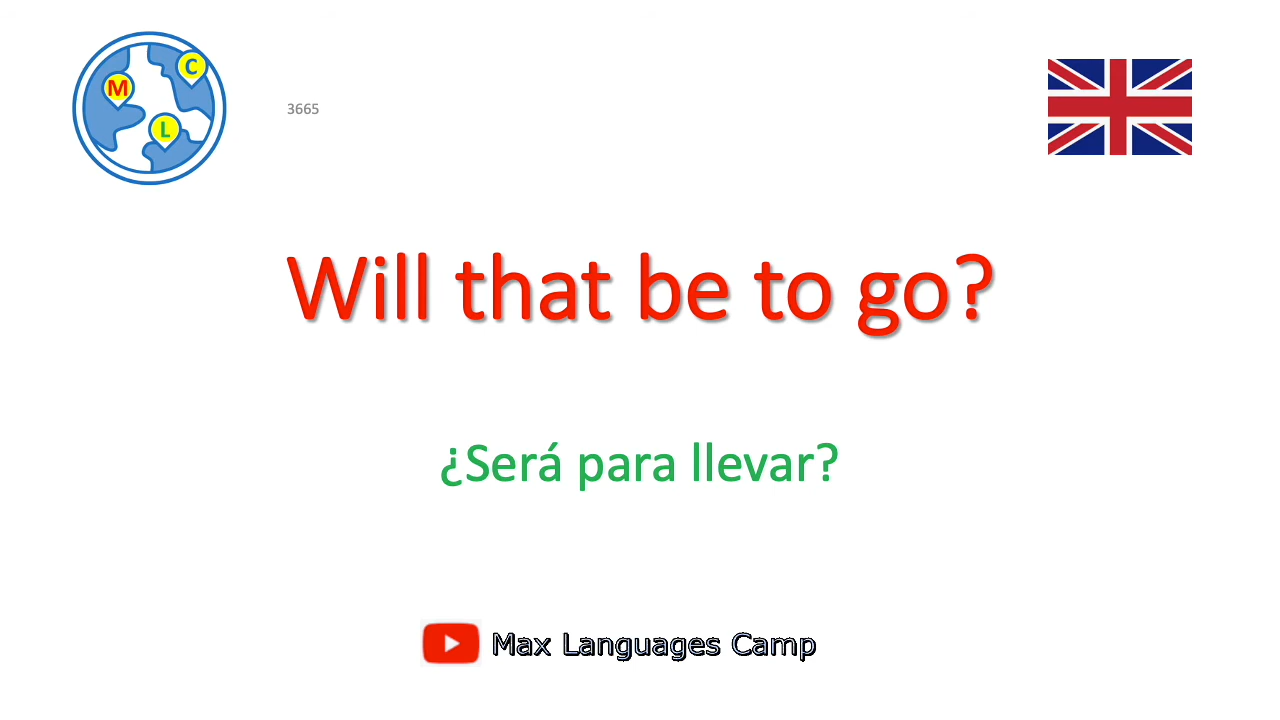 M
C
L
3665
Will that be to go?
¿Será para llevar?
Max Languages Camp